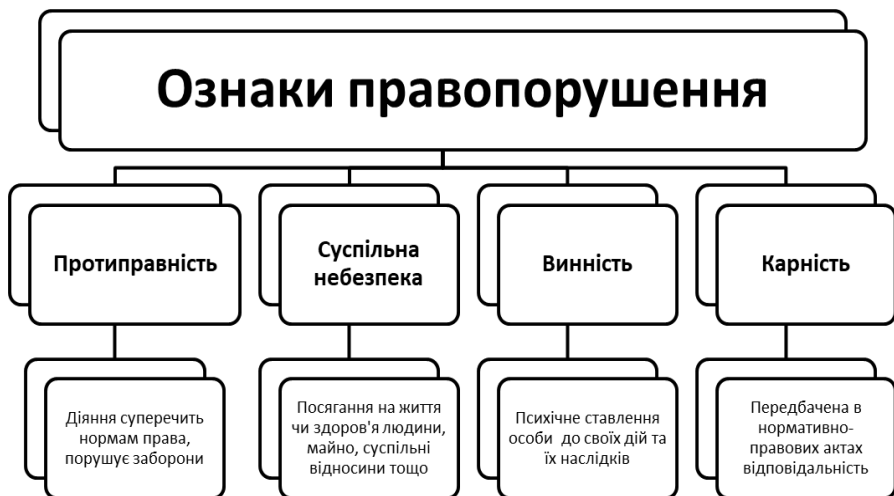 Ознаки правопорушення
Протиправність
Суспільна
небезпека
Винність
Карність
Діяння суперечить
нормам права,
порушує заборони
Посягання на життя
чи здоров'я людини,
майно, суспільні
відносини тощо
Психічне ставлення
особи до своїх дій та
їх наслідків
Передбачена в
нормативно-
правових актах
відповідальність